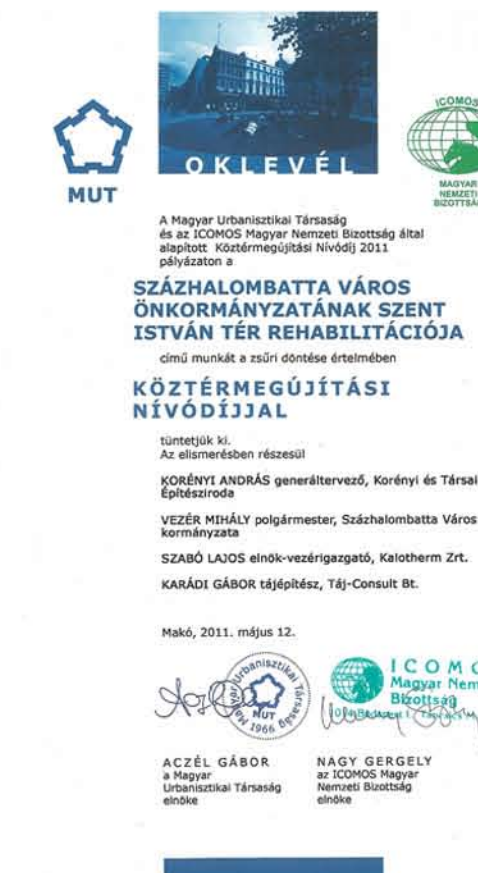 OKLEVÉL
MUT
ICOMOS
MAGYAR
NEMZETI
A Magyar Urbanisztikai Társaság
és az ICOMOS Magyar Nemzeti Bizottság által
alapított Köztérmegújítási Nívódíj 2011
pályázaton a
SZÁZHALOMBATTA VÁROS
ÖNKORMÁNYZATÁNAK SZENT
ISTVÁN TÉR REHABILITÁCIÓJA
című munkát a zsűri döntése értelmében
KÖZTÉRMEGÚJÍTÁSI
NÍVÓDÍJJAL
tüntetjük ki.
Az elismerésben részesül
KORÉNYI ANDRÁS generáltervező, Korényi és Társai
Építésziroda
VEZÉR MIHÁLY polgármester, Százhalombatta Város
kormányzata
SZABÓ LAJOS elnök-vezérigazgató, Kalotherm Zrt.
KARÁDI GÁBOR tájépítész, Táj-Consult Bt.
Makó, 2011. május 12.
Magyar Urbanisztikai Társaság
MUT
1966
ICOMO
Magyar Nem
Bizottság
ACZÉL GÁBOR
a Magyar
Urbanisztikai Társaság
elnöke
NAGY GERGELY
az ICOMOS Magyar
Nemzeti Bizottság
elnöke